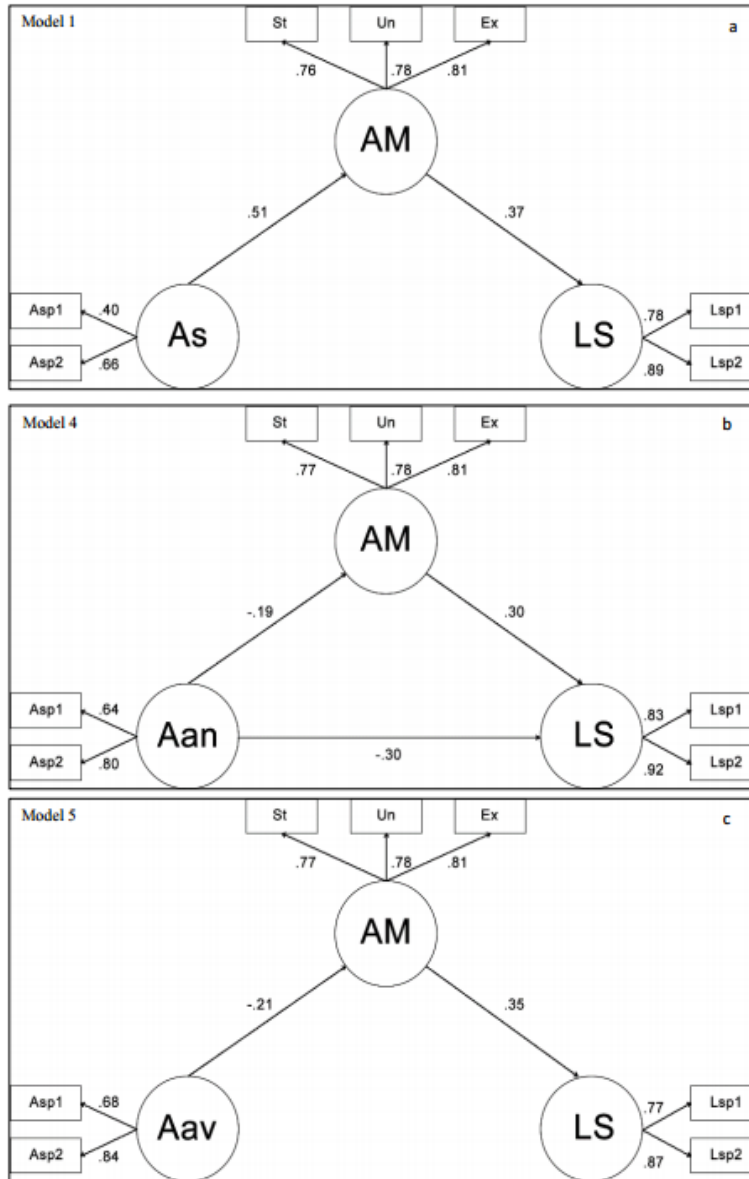 Model 1
a
St Un Ex
.76 .78 .81
AM
.51 .37
Asp1 .40
As
Asp2 .66
LS
.78 Lsp1
.89 Lsp2
Model 4
b
St Un Ex
.77 .78 .81
AM
-.19 .30
Asp1 .64
Aan
Asp2 .80
-.30
LS
.83 Lsp1
.92 Lsp2
Model 5
c
St Un Ex
.77 .78 .81
AM
-.21 .35
Asp1 .68
Aav
Asp2 .84
LS
.77 Lsp1
.87 Lsp2